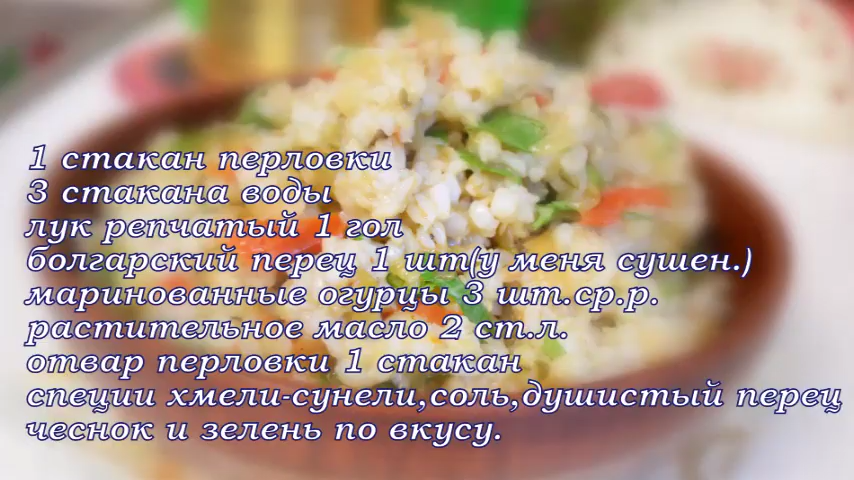 1 стакан перловки
3 стакана воды
лук репчатый 1 гол
болгарский перец 1 шт(у меня сушен.)
маринованные огурцы 3 шт.ср.р.
растительное масло 2 ст.л.
отвар перловки 1 стакан
специи хмели-сунели,соль,душистый перец
чеснок и зелень по вкусу.